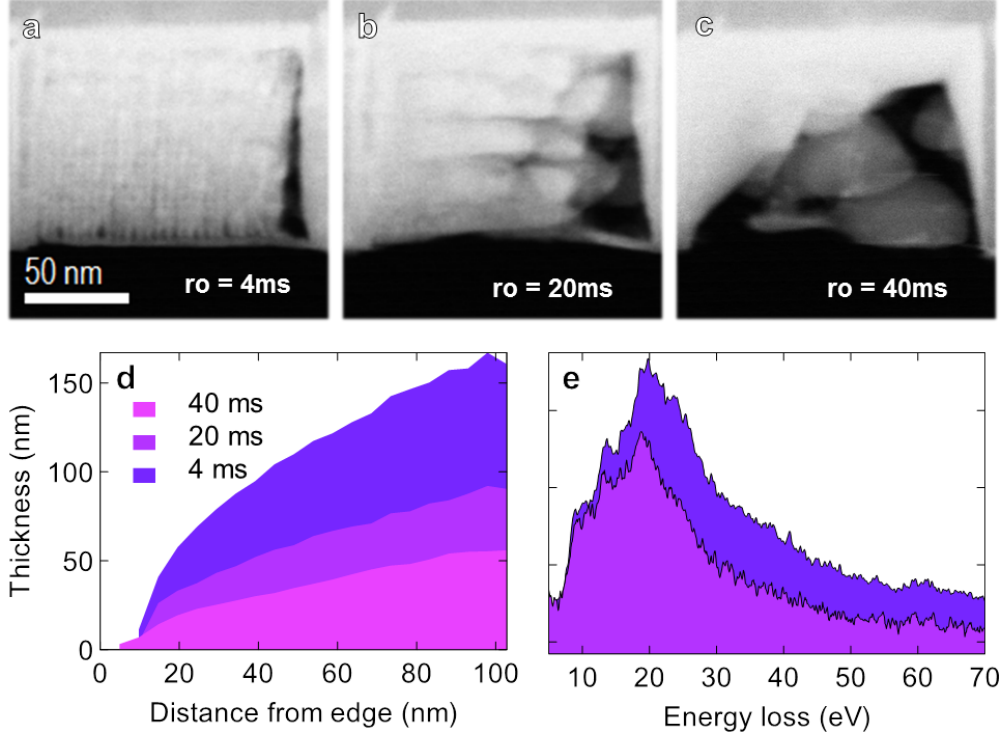 a b c
50 nm
ro = 4ms ro = 20ms ro = 40ms
d
40 ms
20 ms
4 ms
Thickness (nm)
150
100
50
0
0 20 40 60 80 100
Distance from edge (nm)
e
10 20 30 40 50 60 70
Energy loss (eV)